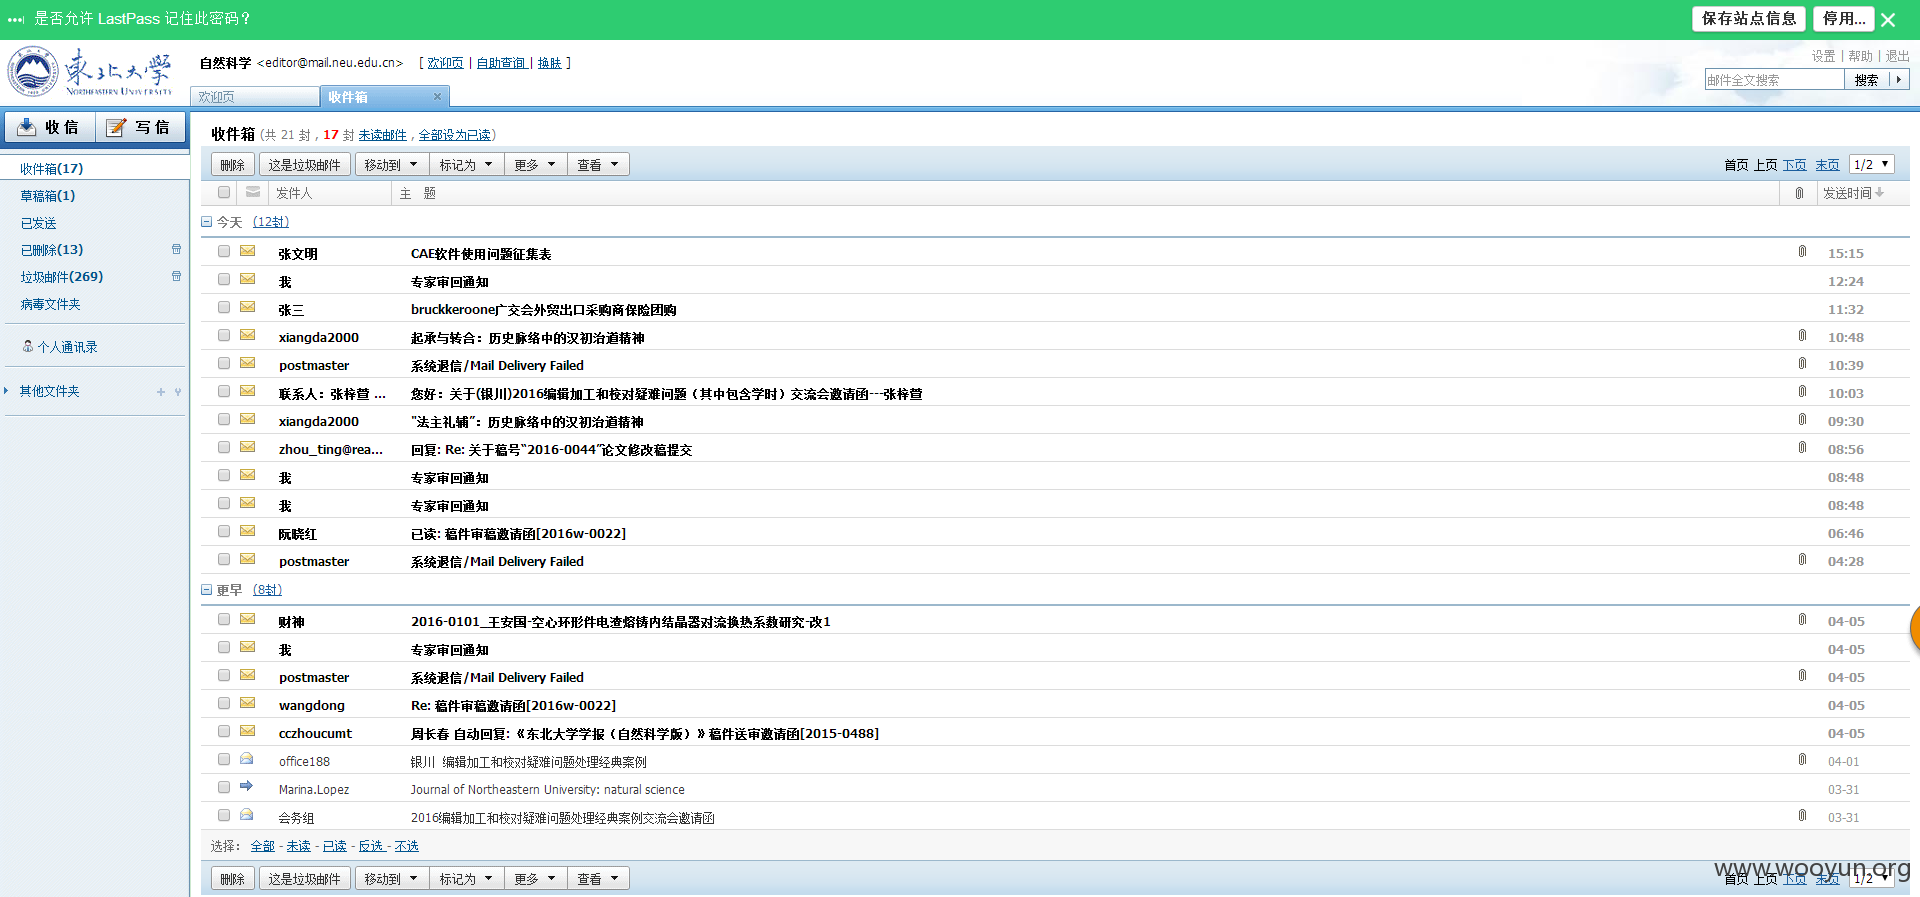 是否允许 LastPass 记住此密码？ 保存站点信息 停用...
東北大學
NORTHEASTERN UNIVERSITY
自然科学 <editor@mail.neu.edu.cn> [ 欢迎页 | 自助查询 | 换肤 ]
设置 | 帮助 | 退出
邮件全文搜索 搜索
欢迎页 收件箱
收 信 写 信
收件箱(17)
草稿箱(1)
已发送
已删除(13)
垃圾邮件(269)
病毒文件夹
个人通讯录
其他文件夹
收件箱 (共 21 封 , 17 封 未读邮件 , 全部设为已读)
删除 这是垃圾邮件 移动到 标记为 更多 查看 首页 上页 下页 末页 1/2
发件人 主 题 发送时间
今天 (12封)
张文明 CAE软件使用问题征集表 15:15
我 专家审回通知 12:24
张三 bruckkeroone广交会外贸出口采购商保险团购 11:32
xiangda2000 起承与转合：历史脉络中的汉初治道精神 10:48
postmaster 系统退信/Mail Delivery Failed 10:39
联系人：张梓萱 ... 您好：关于(银川)2016编辑加工和校对疑难问题（其中包含学时）交流会邀请函---张梓萱 10:03
xiangda2000 "法主礼辅"：历史脉络中的汉初治道精神 09:30
zhou_ting@rea... 回复: Re: 关于稿号“2016-0044”论文修改稿提交 08:56
我 专家审回通知 08:48
我 专家审回通知 08:48
阮晓红 已读: 稿件审稿邀请函[2016w-0022] 06:46
postmaster 系统退信/Mail Delivery Failed 04:28
更早 (8封)
财神 2016-0101_王安国-空心环形件电渣熔铸内结晶器对流换热系数研究-改1 04-05
我 专家审回通知 04-05
postmaster 系统退信/Mail Delivery Failed 04-05
wangdong Re: 稿件审稿邀请函[2016w-0022] 04-05
cczhoucumt 周长春 自动回复:《东北大学学报（自然科学版）》稿件送审邀请函[2015-0488] 04-05
office188 银川 编辑加工和校对疑难问题处理经典案例 04-01
Marina.Lopez Journal of Northeastern University: natural science 03-31
会务组 2016编辑加工和校对疑难问题处理经典案例交流会邀请函 03-31
选择： 全部 - 未读 - 已读 - 反选 - 不选
删除 这是垃圾邮件 移动到 标记为 更多 查看 首页 上页 下页 末页 1/2
www.wooyun.org